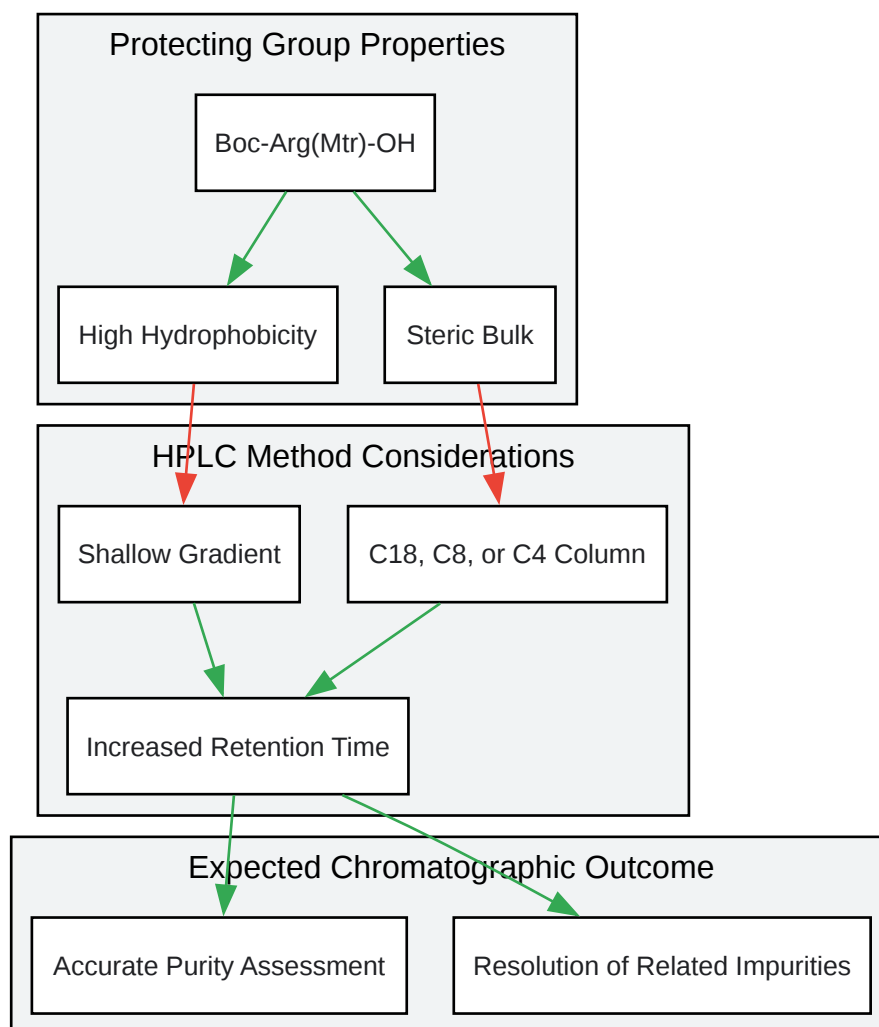 Protecting Group Properties
Boc-Arg(Mtr)-OH
High Hydrophobicity
Steric Bulk
HPLC Method Considerations
Shallow Gradient
C18, C8, or C4 Column
Increased Retention Time
Expected Chromatographic Outcome
Accurate Purity Assessment
Resolution of Related Impurities